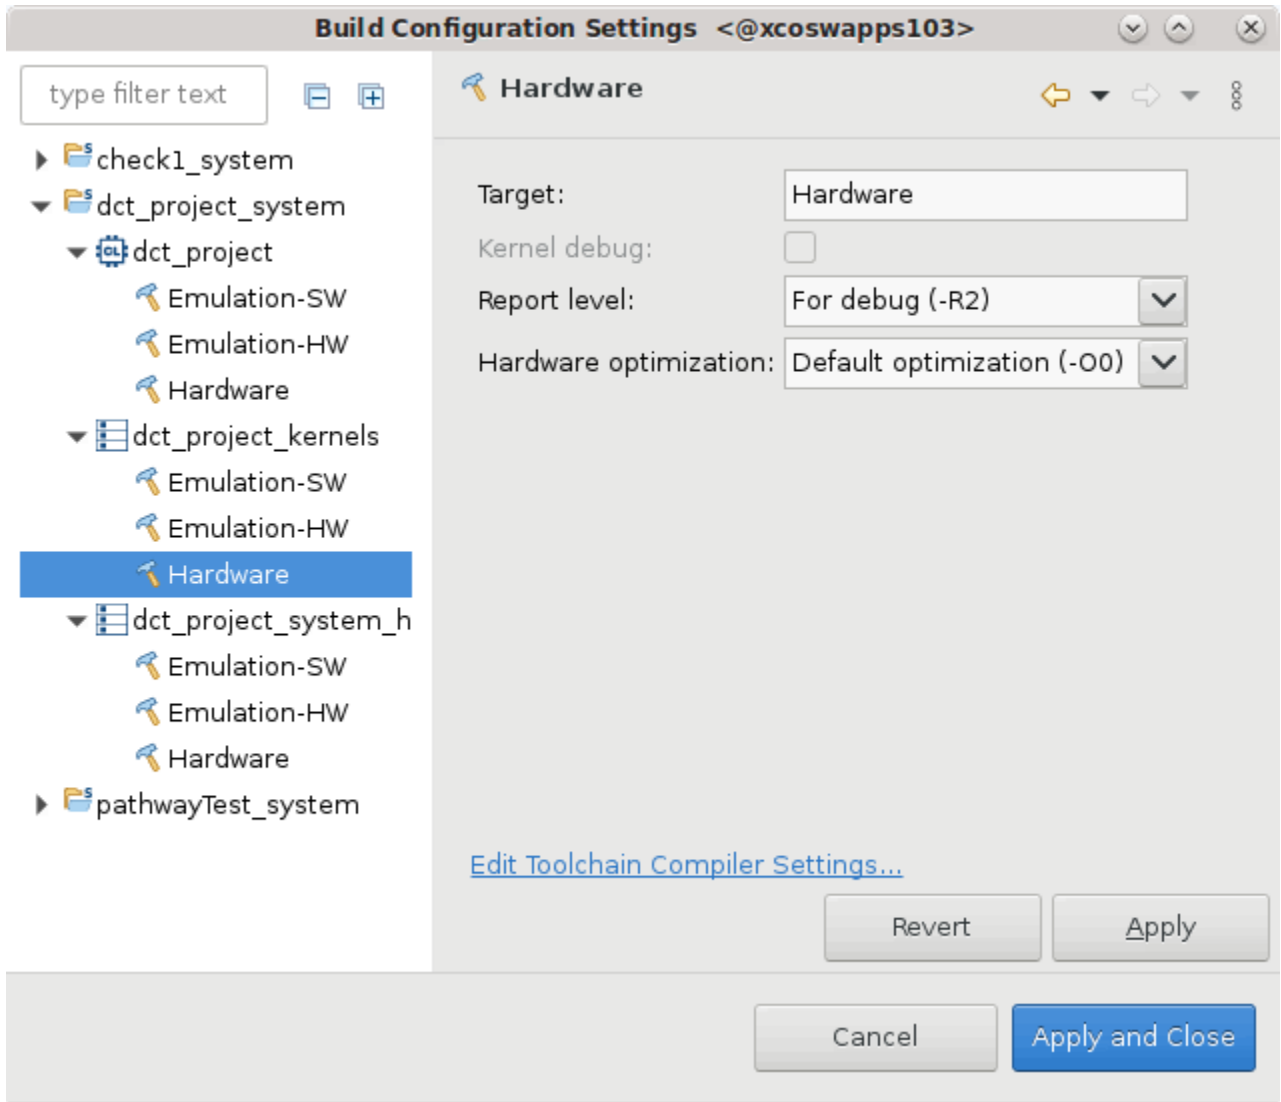 Build Configuration Settings <@xcoswapps103>
type filter text
check1_system
dct_project_system
dct_project
Emulation-SW
Emulation-HW
Hardware
dct_project_kernels
Emulation-SW
Emulation-HW
Hardware
dct_project_system_h
Emulation-SW
Emulation-HW
Hardware
pathwayTest_system
Hardware
Target: Hardware
Kernel debug:
Report level: For debug (-R2)
Hardware optimization: Default optimization (-O0)
Edit Toolchain Compiler Settings...
Revert Apply
Cancel Apply and Close